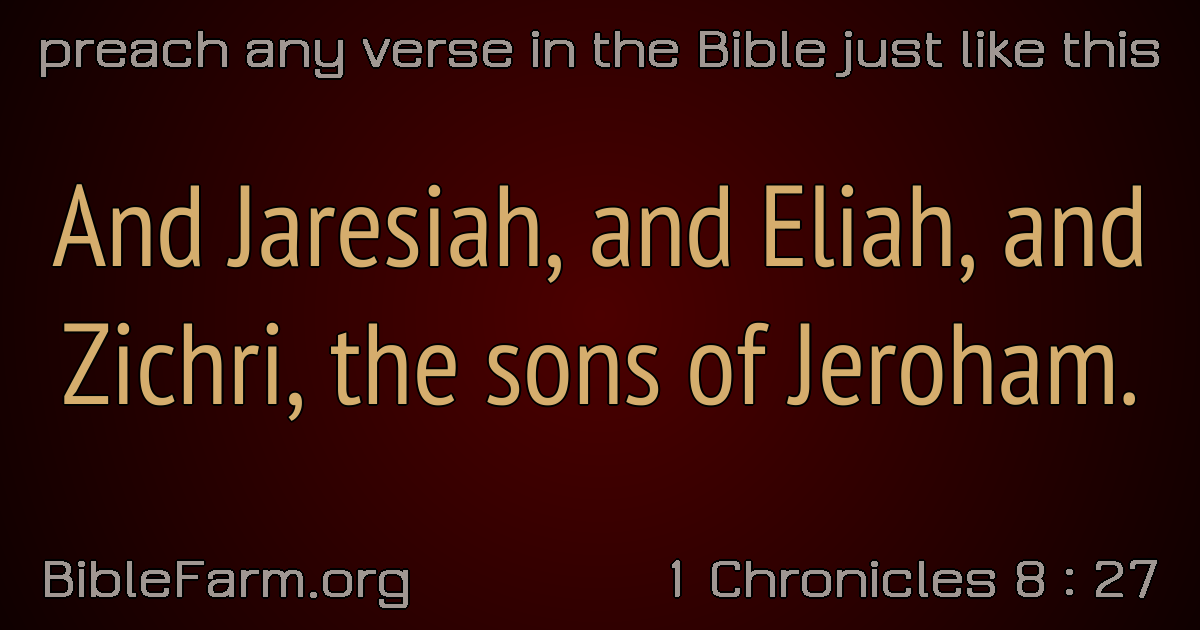 preach any verse in the Bible just like this
And Jaresiah, and Eliah, and
Zichri, the sons of Jeroham.
BibleFarm.org
1 Chronicles 8 : 27